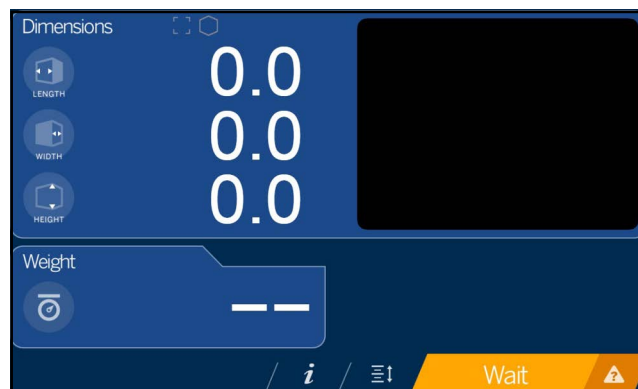 Dimensions
LENGTH
0.0
WIDTH
0.0
HEIGHT
0.0
Weight
--
i
Wait
?